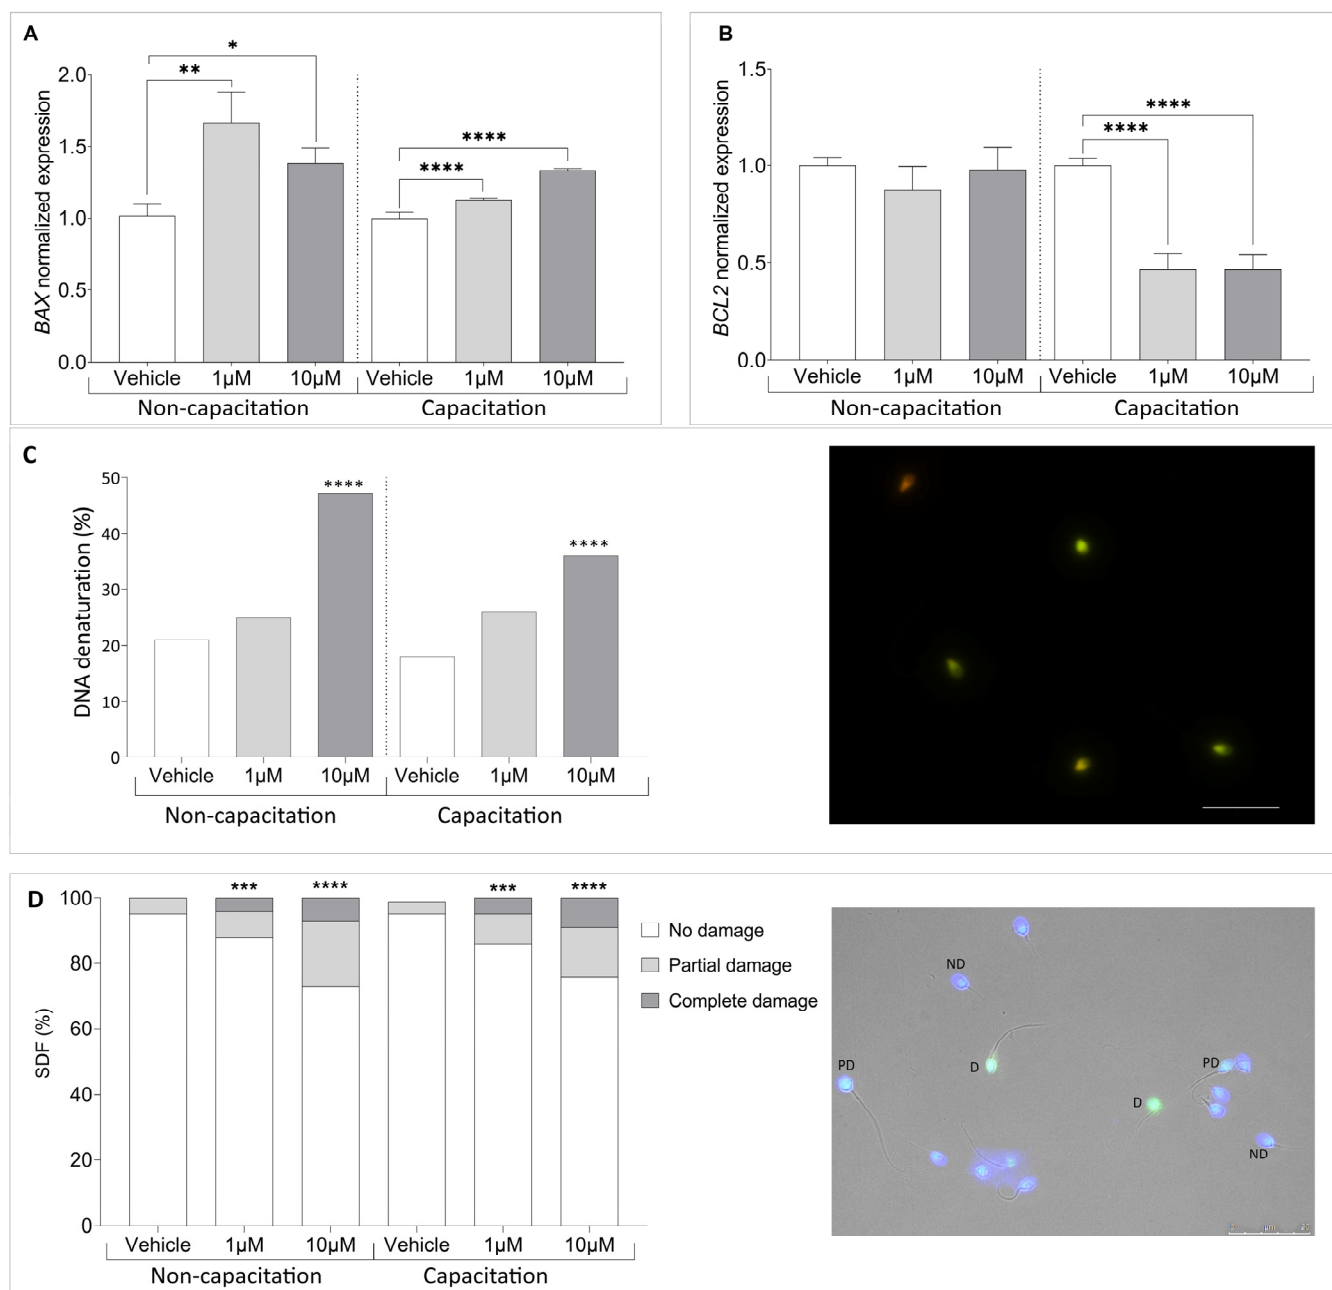 A
BAX normalized expression
2.0
1.5
1.0
0.5
0.0
*
**
****
****
Vehicle 1µM 10µM Vehicle 1µM 10µM
Non-capacitation Capacitation
B
BCL2 normalized expression
1.5
1.0
0.5
0.0
****
****
Vehicle 1µM 10µM Vehicle 1µM 10µM
Non-capacitation Capacitation
C
DNA denaturation (%)
50
40
30
20
10
0
****
****
Vehicle 1µM 10µM Vehicle 1µM 10µM
Non-capacitation Capacitation
D
SDF (%)
100
80
60
40
20
0
*** **** *** ****
Vehicle 1µM 10µM Vehicle 1µM 10µM
Non-capacitation Capacitation
No damage
Partial damage
Complete damage
ND
D
PD
PD
D
ND
0 µm 20